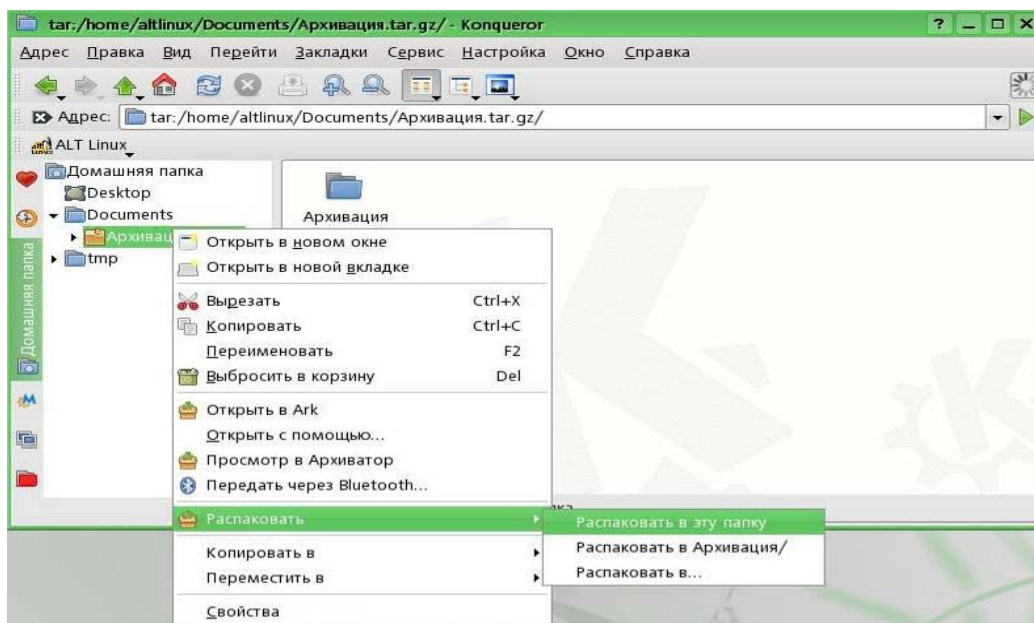 tar:/home/altlinux/Documents/Архивация.tar.gz/ - Konqueror
Адрес Правка Вид Перейти Закладки Сервис Настройка Окно Справка
Адрес: tar:/home/altlinux/Documents/Архивация.tar.gz/
ALT Linux
Домашняя папка
Desktop
Documents
tmp
Домашняя папка
Архивация
Открыть в новом окне
Открыть в новой вкладке
Вырезать Ctrl+X
Копировать Ctrl+C
Переименовать F2
Выбросить в корзину Del
Открыть в Ark
Открыть с помощью...
Просмотр в Архиватор
Передать через Bluetooth...
Распаковать
Копировать в
Переместить в
Свойства
Распаковать в эту папку
Распаковать в Архивация/
Распаковать в...